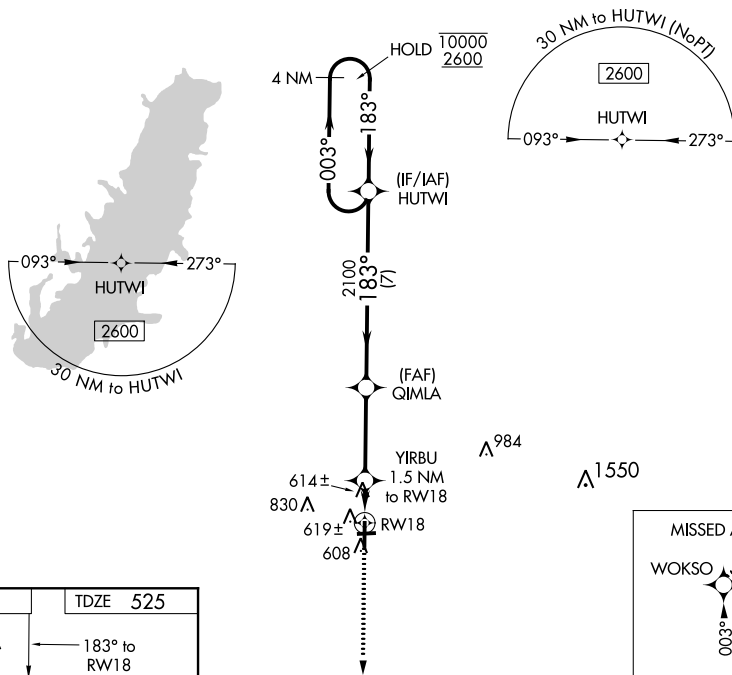 30 NM to HUTWI (NoPT)
2600
HUTWI
093°
273°
HOLD
10000
2600
4 NM
183°
003°
(IF/IAF)
HUTWI
093°
273°
HUTWI
2600
30 NM to HUTWI
2100
183°
(7)
(FAF)
QIMLA
YIRBU
1.5 NM
to RW18
984
1550
614±
830
619±
RW18
608
MISSED
WOKSO
003°
TDZE 525
183° to
RW18